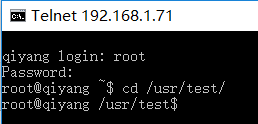 Telnet 192.168.1.71
qiyang login: root
Password:
root@qiyang ~$ cd /usr/test/
root@qiyang /usr/test$